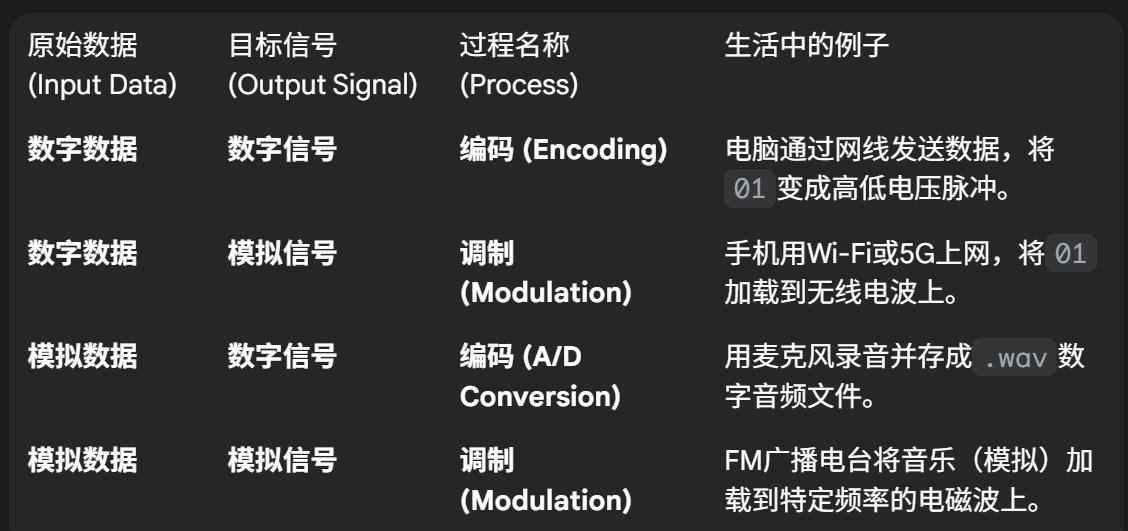 原始数据 目标信号 过程名称 生活中的例子
(Input Data) (Output Signal) (Process)
数字数据 数字信号 编码 (Encoding) 电脑通过网线发送数据，将
01 变成高低电压脉冲。
数字数据 模拟信号 调制 手机用Wi-Fi或5G上网，将 01
(Modulation) 加载到无线电波上。
模拟数据 数字信号 编码 (A/D 用麦克风录音并存成 .wav 数
Conversion) 字音频文件。
模拟数据 模拟信号 调制 FM广播电台将音乐（模拟）加
(Modulation) 载到特定频率的电磁波上。